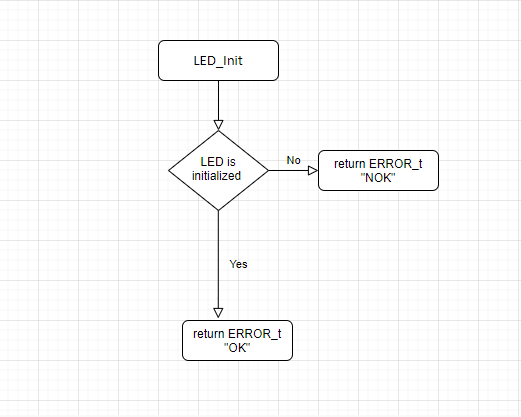 LED_Init
LED is
initialized
No
return ERROR_t
"NOK"
Yes
return ERROR_t
"OK"